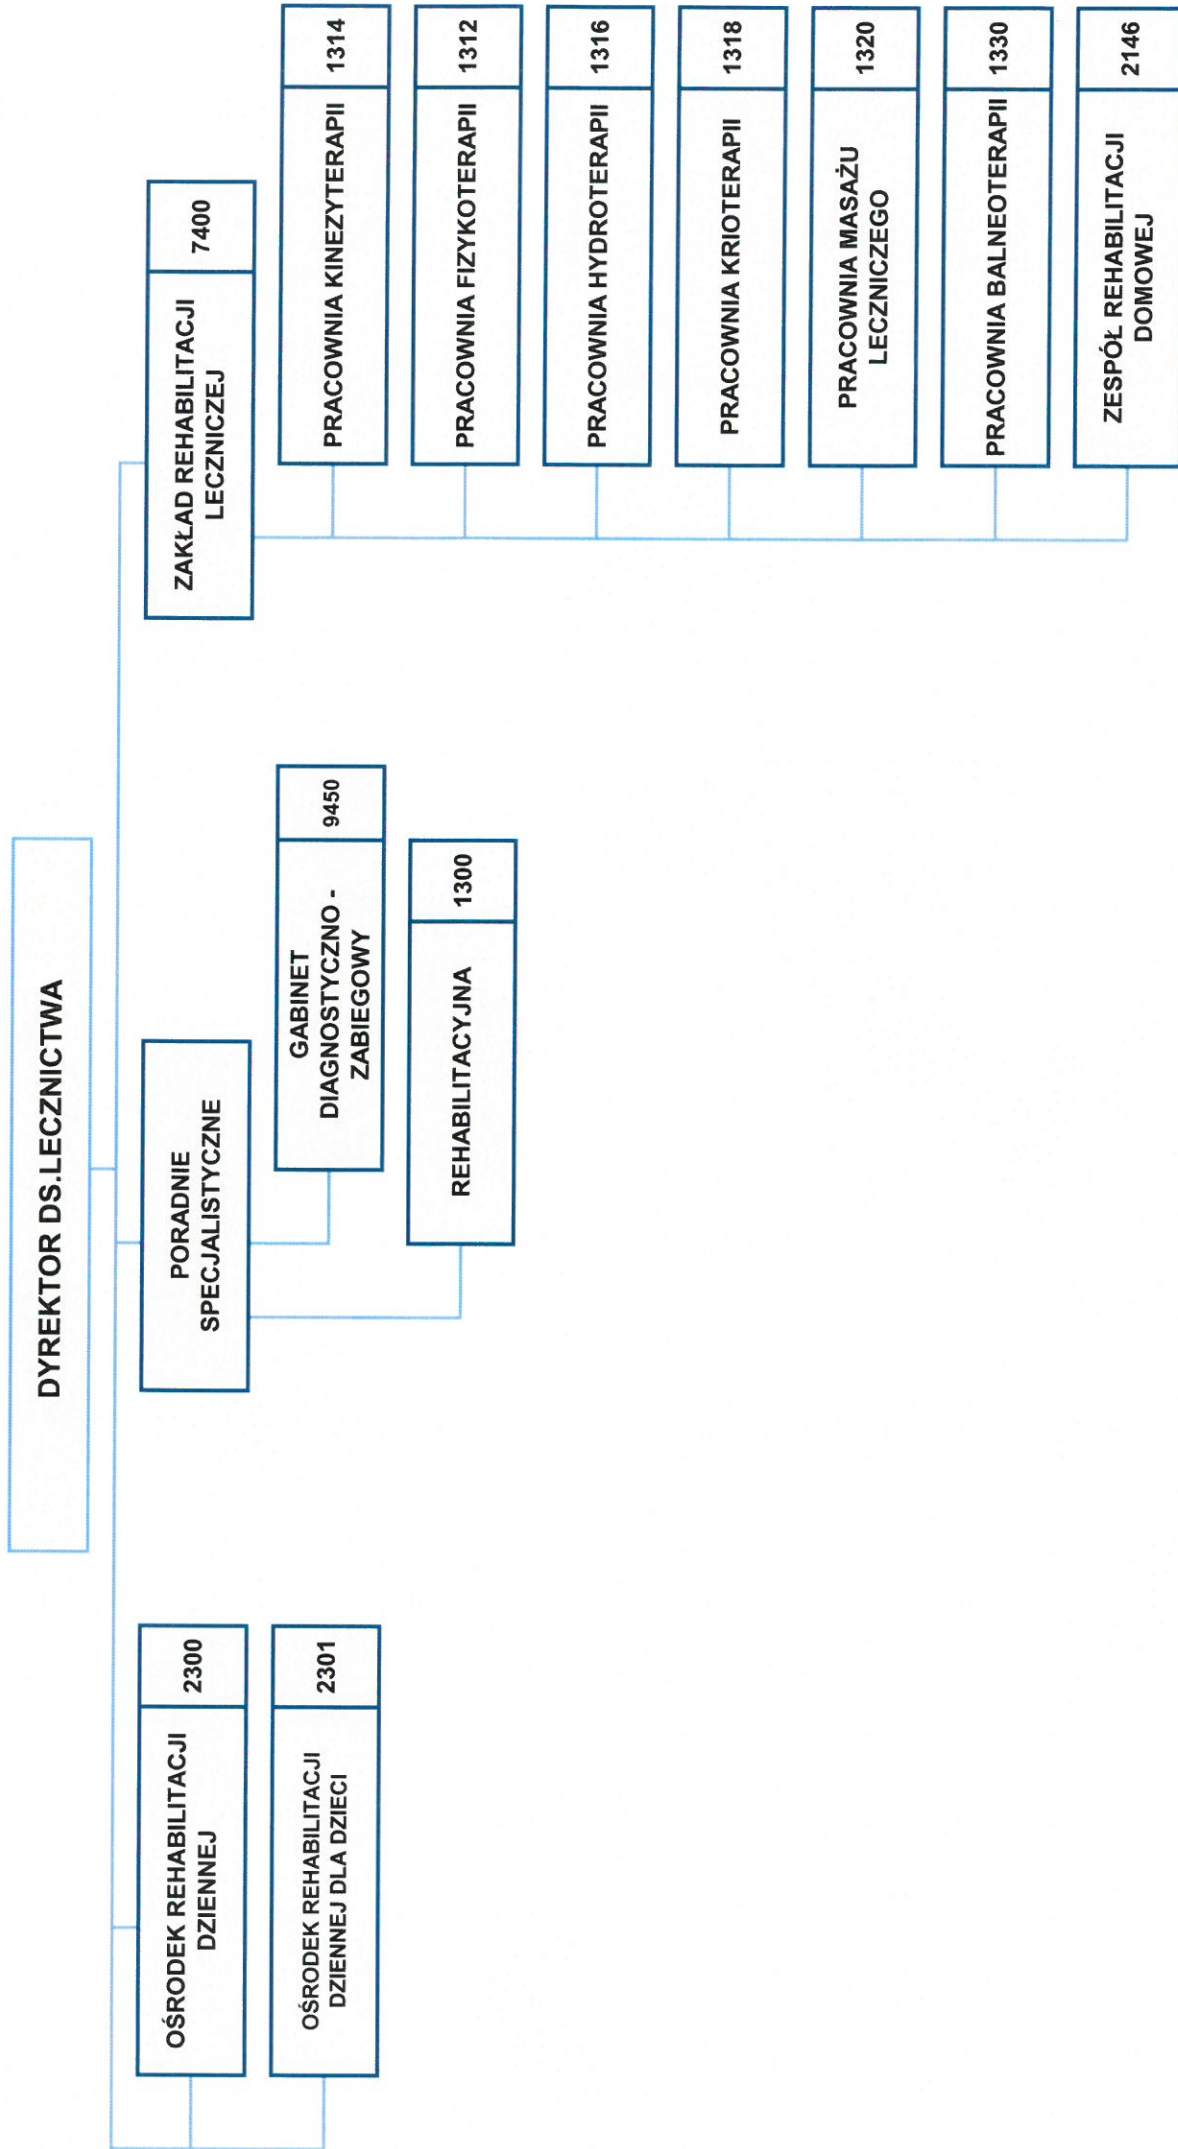 DYREKTOR DS.LECZNICTWA
OŚRODEK REHABILITACJI
DZIENNEJ
2300
OŚRODEK REHABILITACJI
DZIENNEJ DLA DZIECI
2301
PORADNIE
SPECJALISTYCZNE
GABINET
DIAGNOSTYCZNO -
ZABIEGOWY
9450
REHABILITACYJNA
1300
ZAKŁAD REHABILITACJI
LECZNICZEJ
7400
PRACOWNIA KINEZYTERAPII
1314
PRACOWNIA FIZYKOTERAPII
1312
PRACOWNIA HYDROTERAPII
1316
PRACOWNIA KRIOTERAPII
1318
PRACOWNIA MASAŻU
LECZNICZEGO
1320
PRACOWNIA BALNEOTERAPII
1330
ZESPÓŁ REHABILITACJI
DOMOWEJ
2146